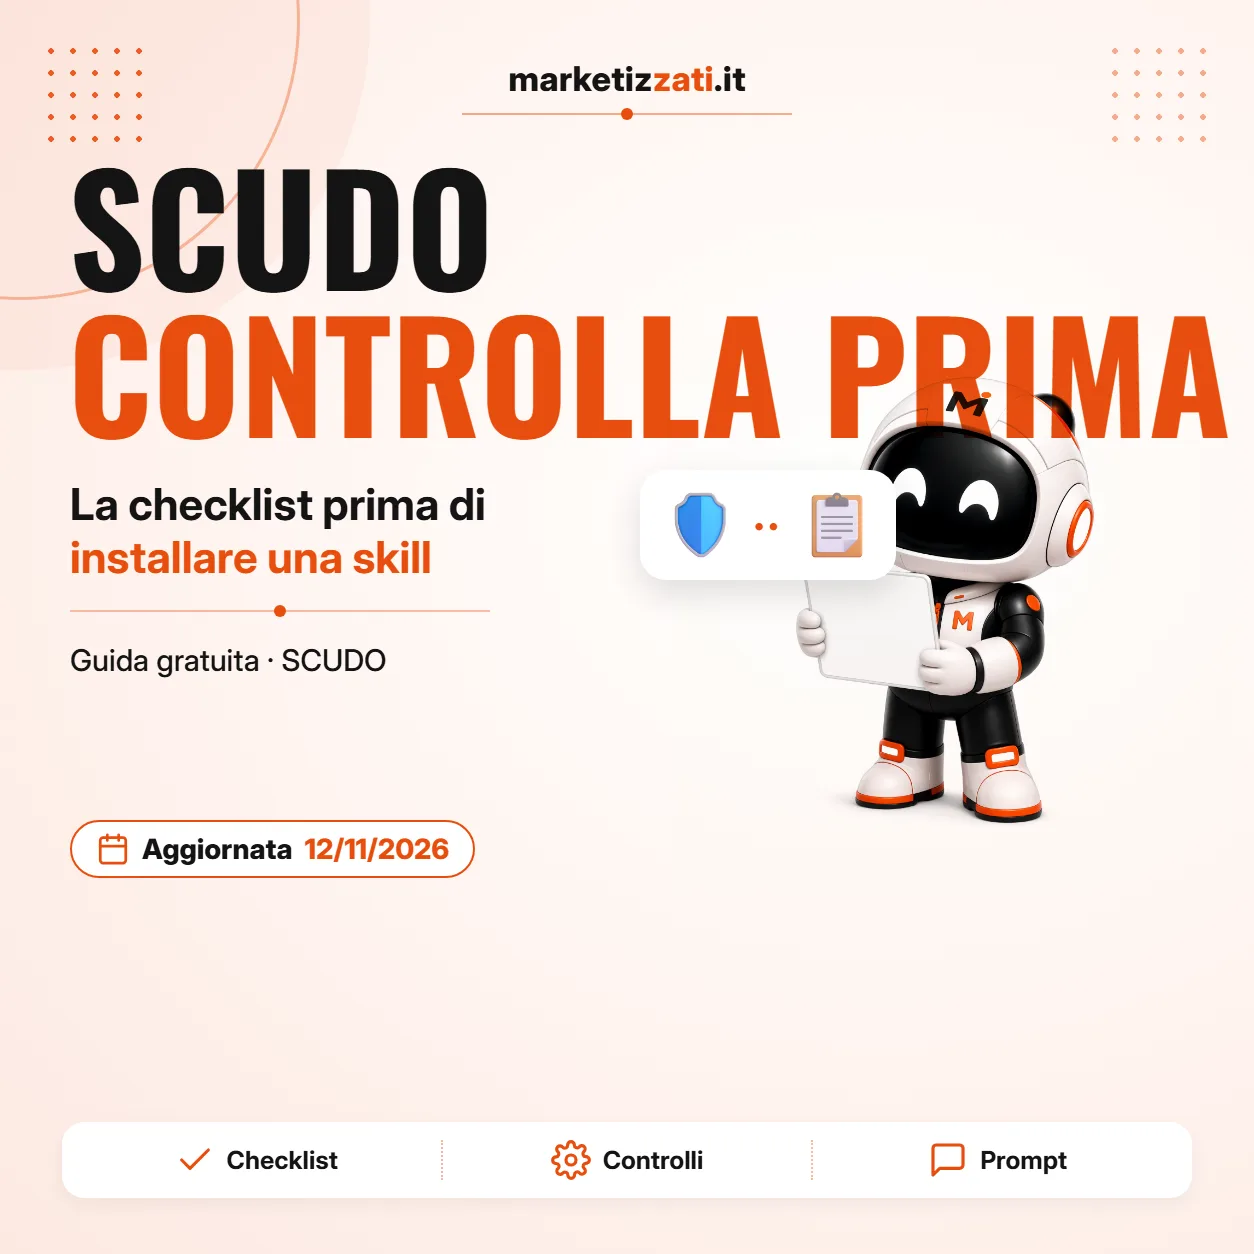 marketizzati.it
SCUDO
CONTROLLA PRIMA
La checklist prima di
installare una skill
Guida gratuita · SCUDO
Aggiornata 12/11/2026
Checklist
Controlli
Prompt